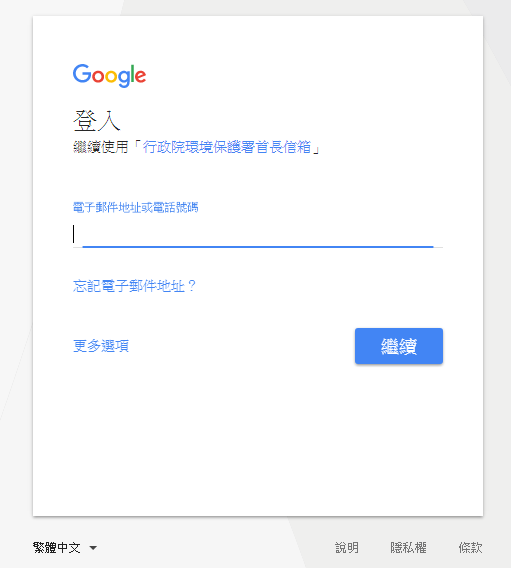 Google
登入
繼續使用「行政院環境保護署首長信箱」
電子郵件地址或電話號碼
忘記電子郵件地址？
更多選項
繼續
繁體中文
說明
隱私權
條款